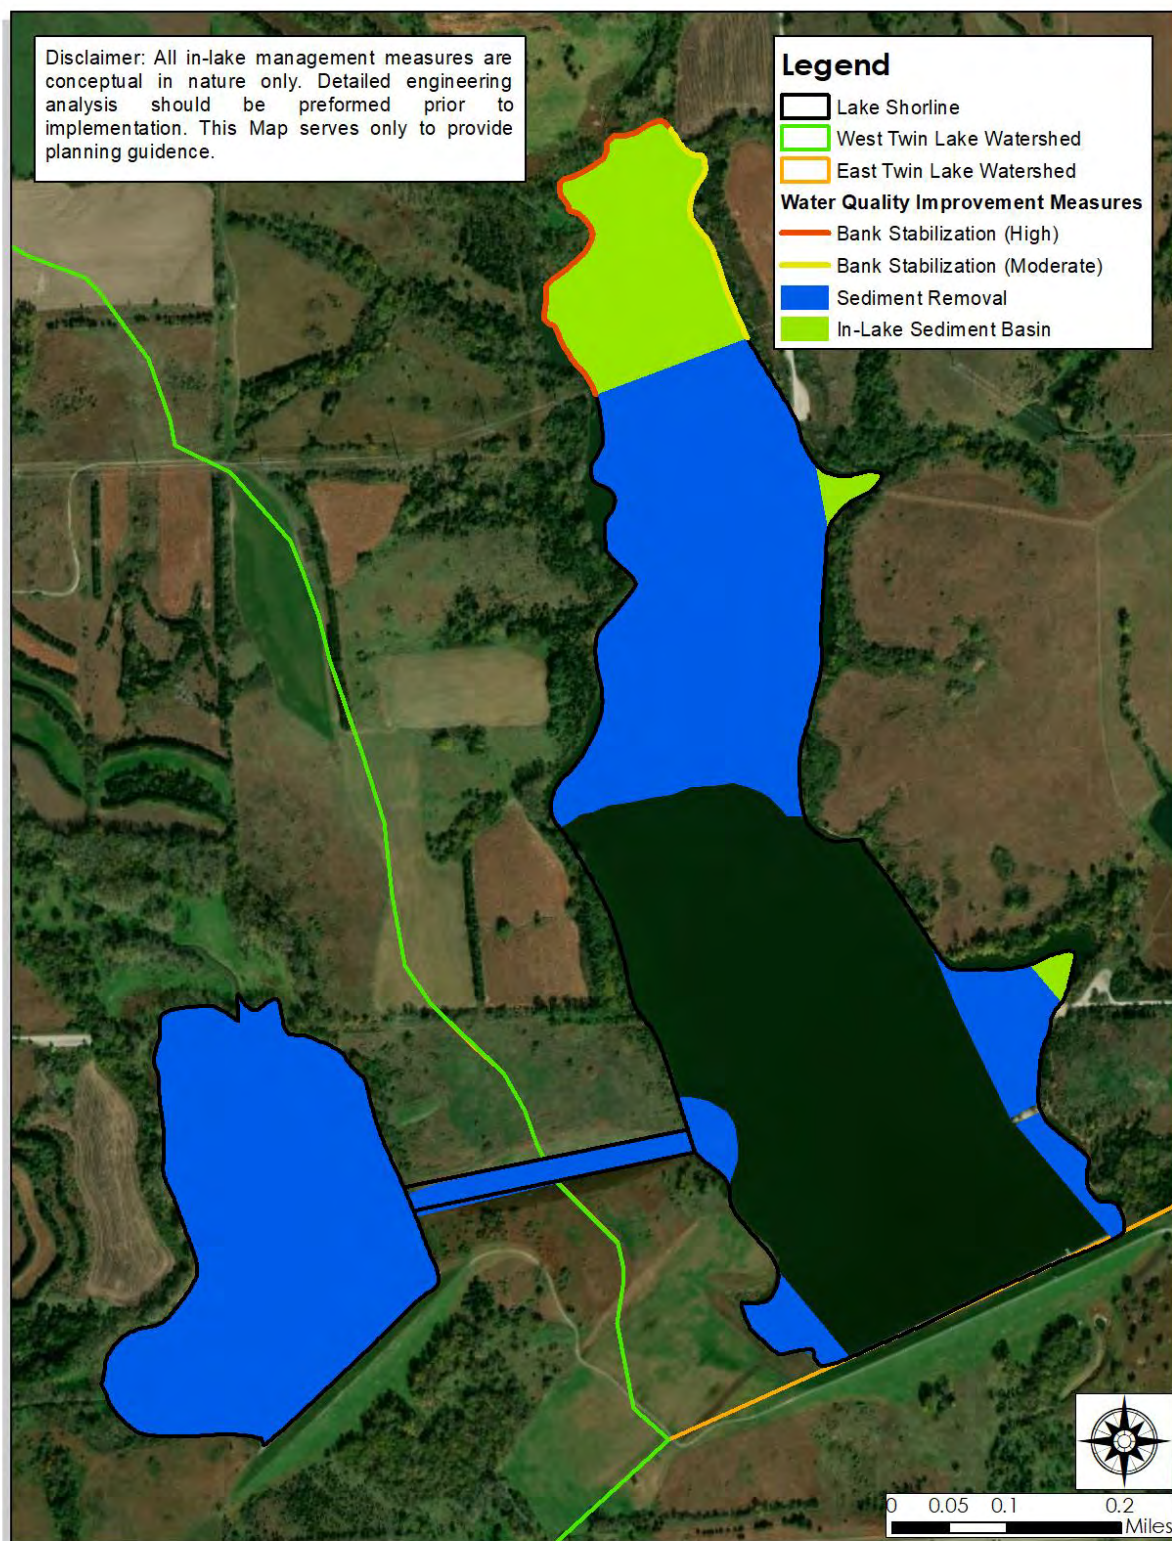 Disclaimer: All in-lake management measures are
conceptual in nature only. Detailed engineering
analysis should be preformed prior to
implementation. This Map serves only to provide
planning guidence.
Legend
Lake Shorline
West Twin Lake Watershed
East Twin Lake Watershed
Water Quality Improvement Measures
Bank Stabilization (High)
Bank Stabilization (Moderate)
Sediment Removal
In-Lake Sediment Basin
0 0.05 0.1 0.2
Miles